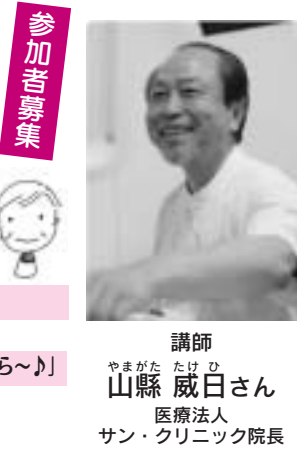 参加者募集
ら～♪」
講師
やまがた たけ ひ
山縣 威日さん
医療法人
サン・クリニック院長